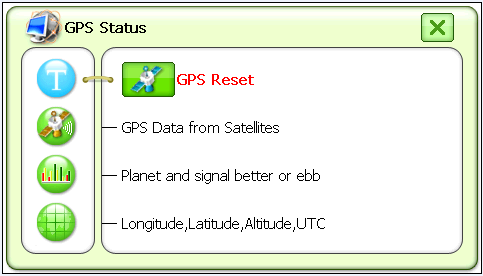 GPS Status
T
GPS Reset
GPS Data from Satellites
Planet and signal better or ebb
Longitude,Latitude,Altitude,UTC